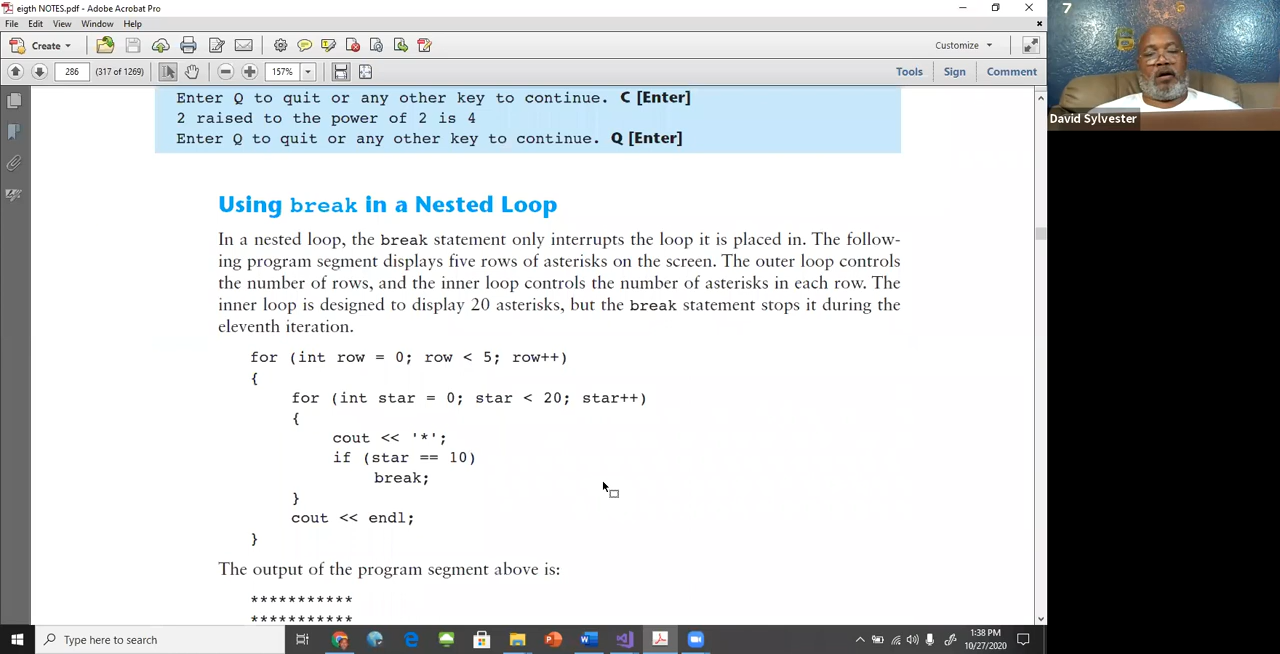 eigth NOTES.pdf - Adobe Acrobat Pro
File Edit View Window Help
Create Customize
286 (317 of 1269) 157% Tools Sign Comment
Enter Q to quit or any other key to continue. C [Enter]
2 raised to the power of 2 is 4
Enter Q to quit or any other key to continue. Q [Enter]
Using break in a Nested Loop
In a nested loop, the break statement only interrupts the loop it is placed in. The follow-
ing program segment displays five rows of asterisks on the screen. The outer loop controls
the number of rows, and the inner loop controls the number of asterisks in each row. The
inner loop is designed to display 20 asterisks, but the break statement stops it during the
eleventh iteration.
for (int row = 0; row < 5; row++)
{
for (int star = 0; star < 20; star++)
{
cout << '*';
if (star == 10)
break;
}
cout << endl;
}
The output of the program segment above is:
***********
***********
Type here to search
1:38 PM
10/27/2020
7
6
David Sylvester